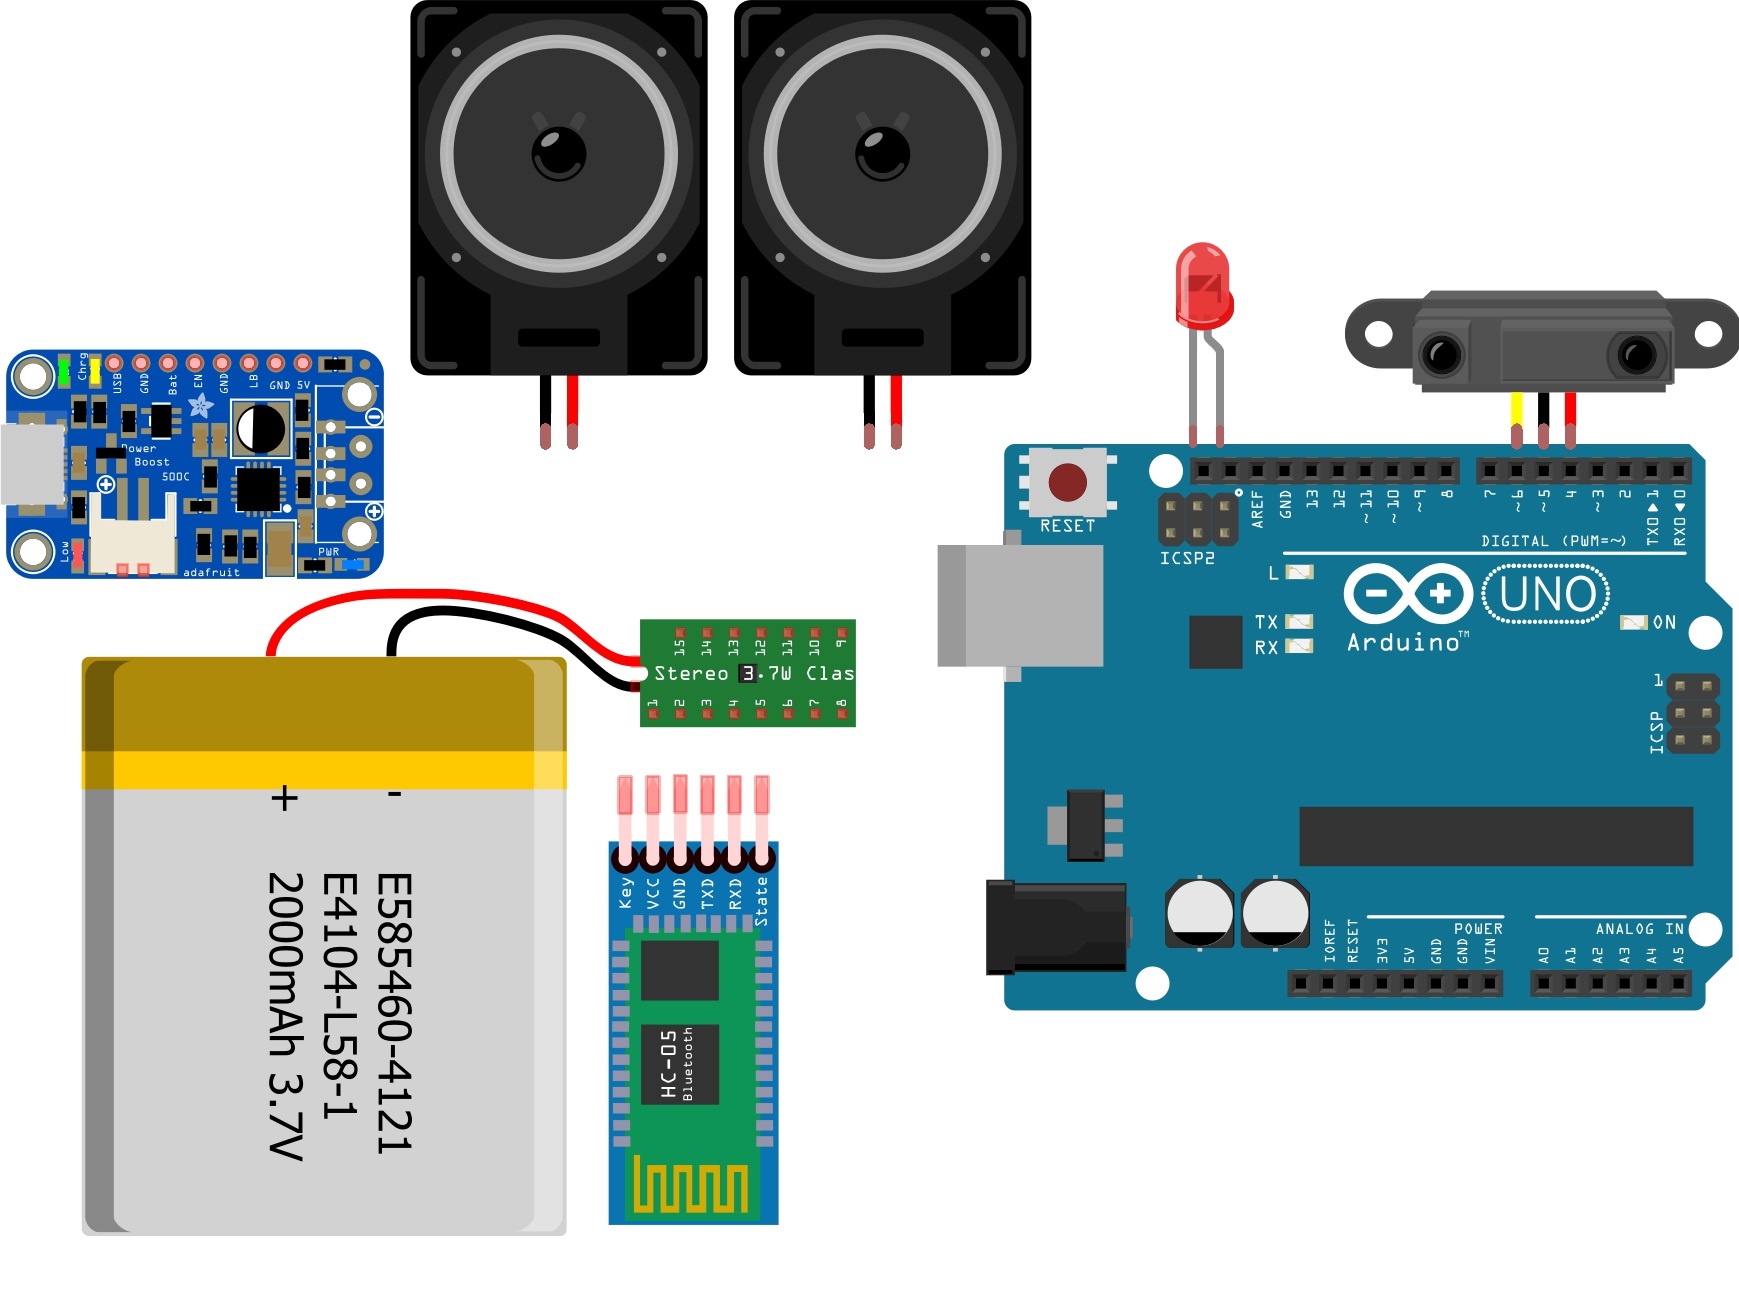 Chrg
USB
GND
Bat
EN
GND
LB
GND 5V
Power
Boost
500C
Low
PWR
adafruit
15 14 13 12 11 10 9
Stereo 3.7W Clas
1 2 3 4 5 6 7 8
+ -
E585460-4121
E4104-L58-1
2000mAh 3.7V
Key
VCC
GND
TXD
RXD
State
HC-05
Bluetooth
RESET
ICSP2
AREF
GND
13
12
~11
~10
~9
8
7
~6
~5
4
~3
2
TX0▶1
RX0◀0
DIGITAL (PWM=~)
L
TX
RX
UNO
ON
Arduino™
1
ICSP
POWER
ANALOG IN
IOREF
RESET
3V3
5V
GND
GND
VIN
A0
A1
A2
A3
A4
A5